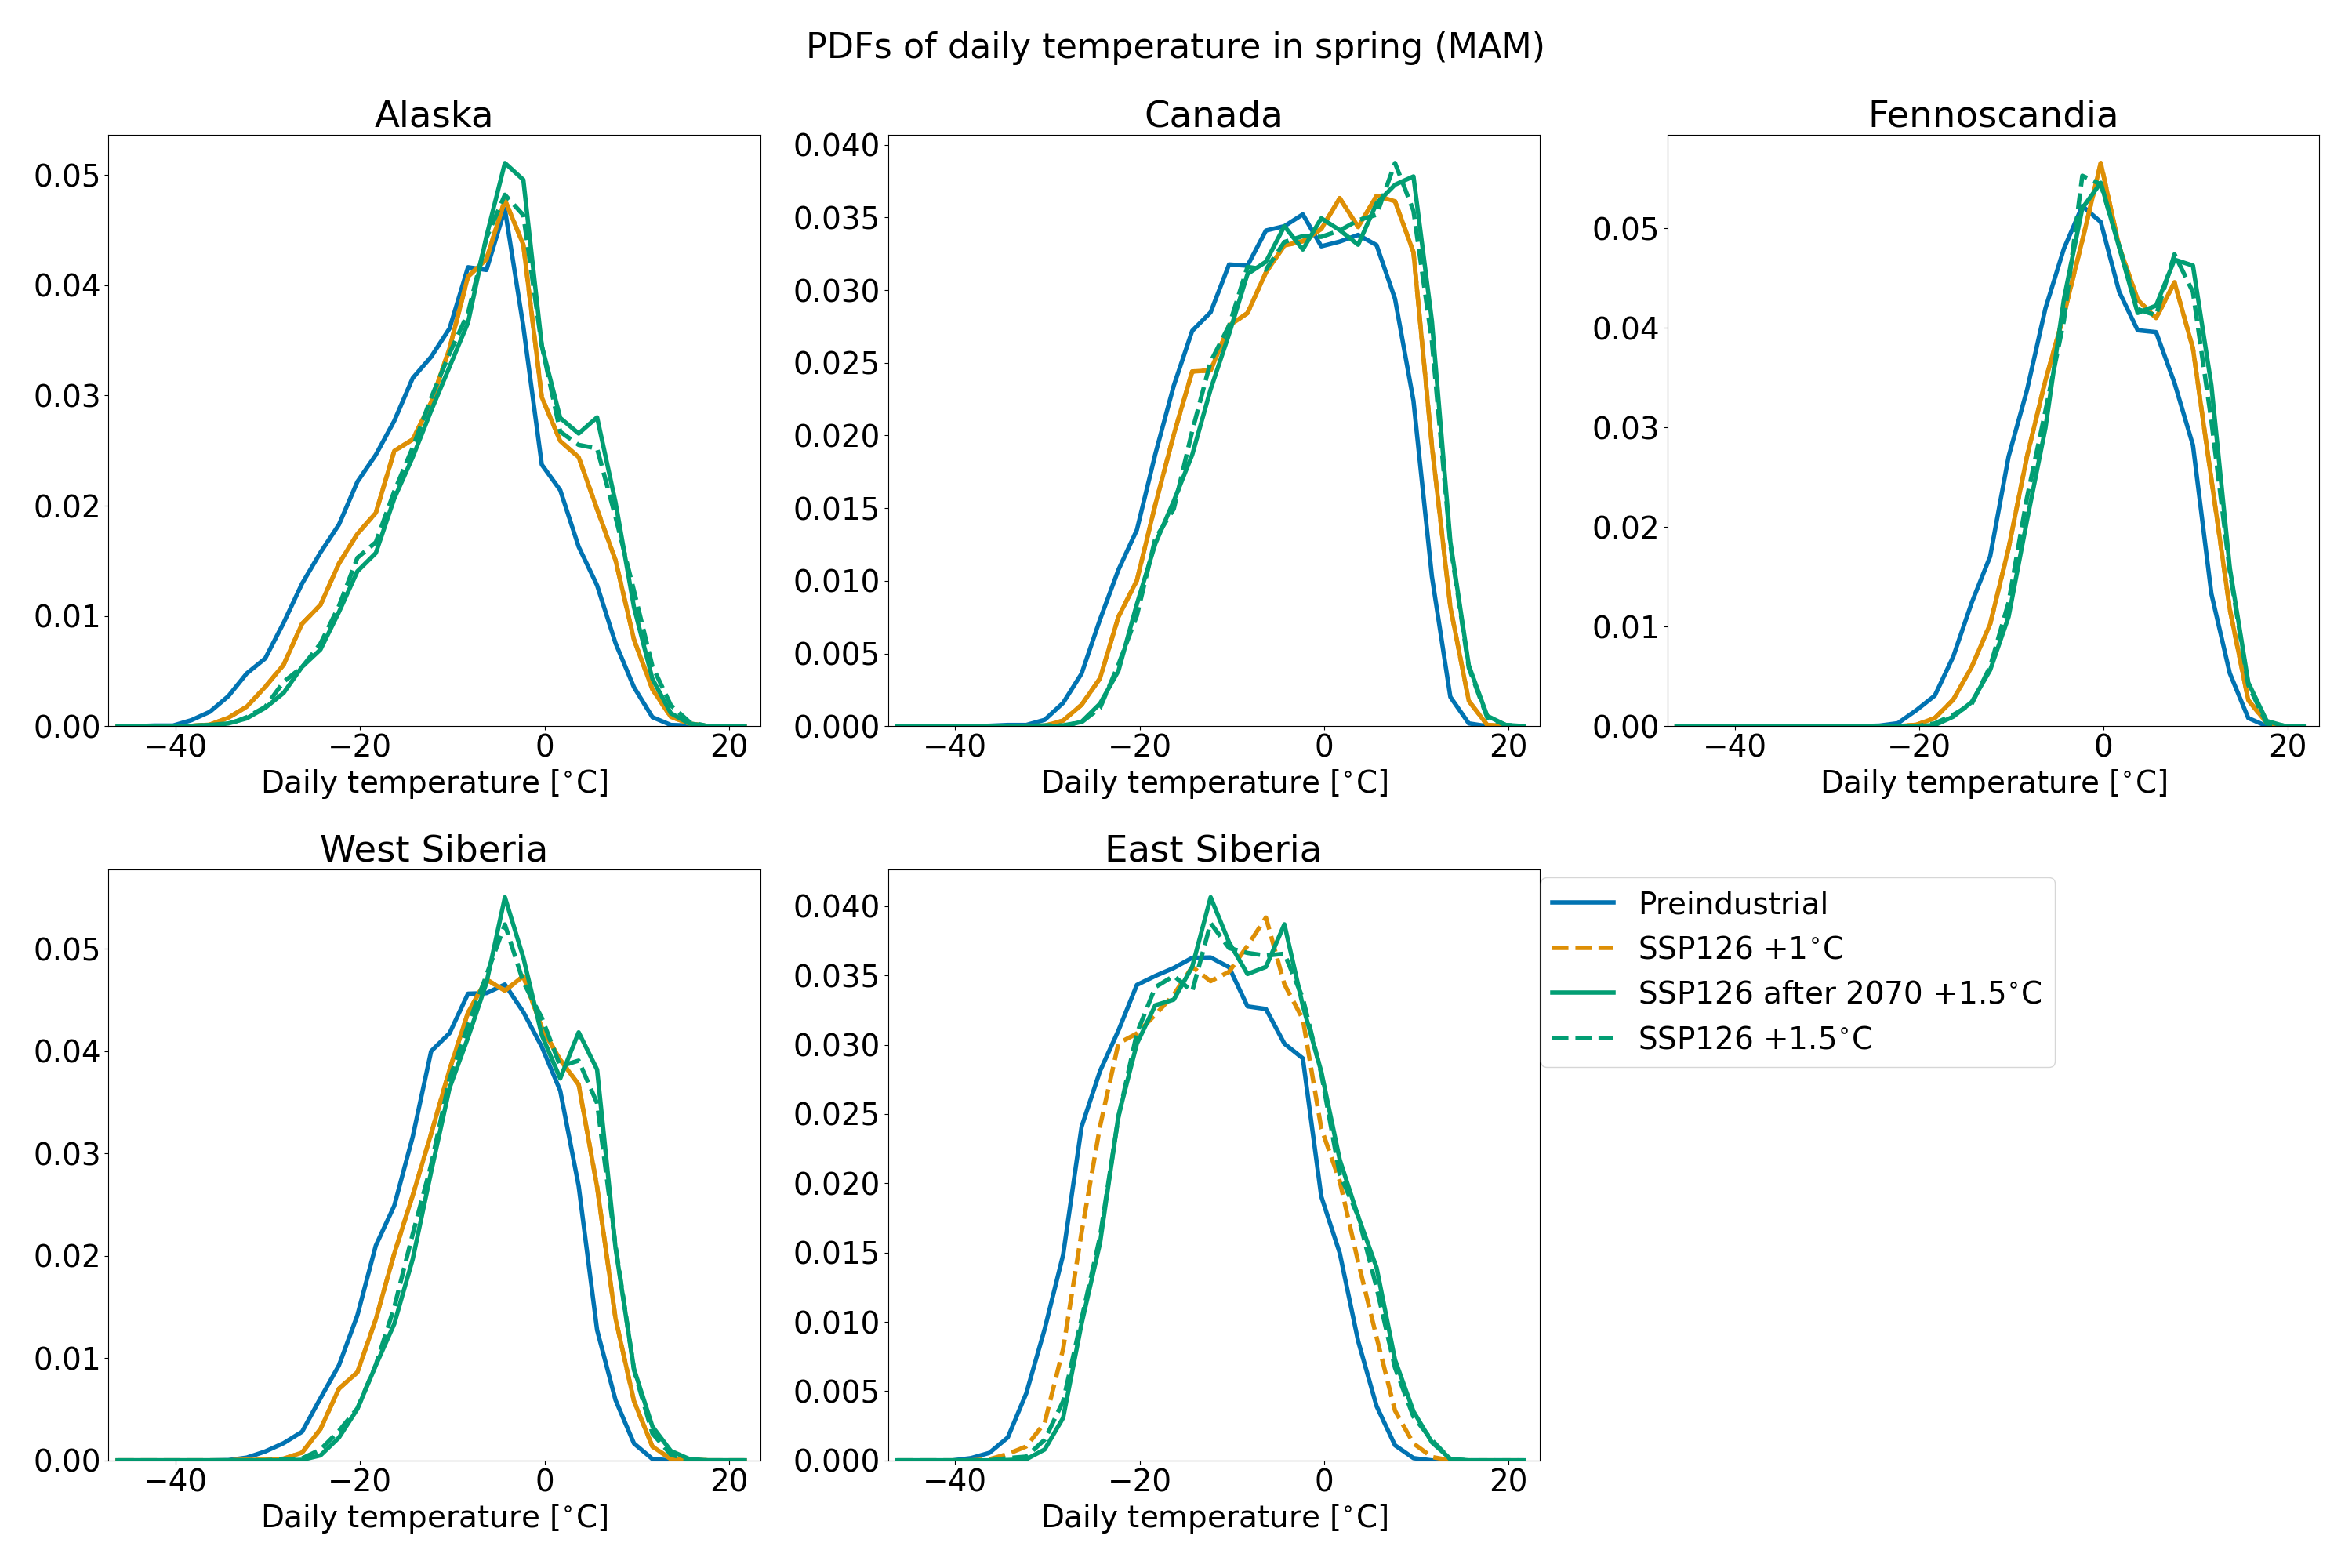 PDFs of daily temperature in spring (MAM)
Alaska
0.05
0.04
0.03
0.02
0.01
0.00
−40 −20 0 20
Daily temperature [°C]
Canada
0.040
0.035
0.030
0.025
0.020
0.015
0.010
0.005
0.000
−40 −20 0 20
Daily temperature [°C]
Fennoscandia
0.05
0.04
0.03
0.02
0.01
0.00
−40 −20 0 20
Daily temperature [°C]
West Siberia
0.05
0.04
0.03
0.02
0.01
0.00
−40 −20 0 20
Daily temperature [°C]
East Siberia
0.040
0.035
0.030
0.025
0.020
0.015
0.010
0.005
0.000
−40 −20 0 20
Daily temperature [°C]
Preindustrial
SSP126 +1°C
SSP126 after 2070 +1.5°C
SSP126 +1.5°C